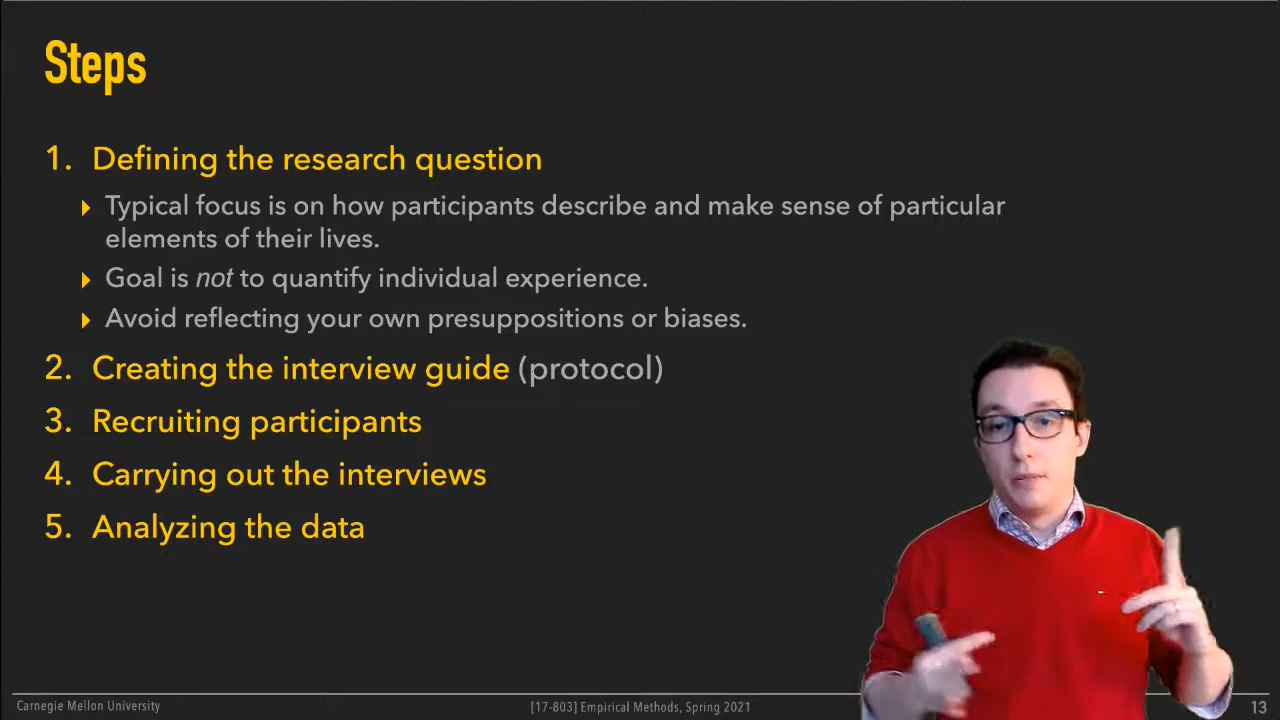 Steps
1. Defining the research question
Typical focus is on how participants describe and make sense of particular
elements of their lives.
Goal is not to quantify individual experience.
Avoid reflecting your own presuppositions or biases.
2. Creating the interview guide (protocol)
3. Recruiting participants
4. Carrying out the interviews
5. Analyzing the data
Carnegie Mellon University
[17-803] Empirical Methods, Spring 2021
13